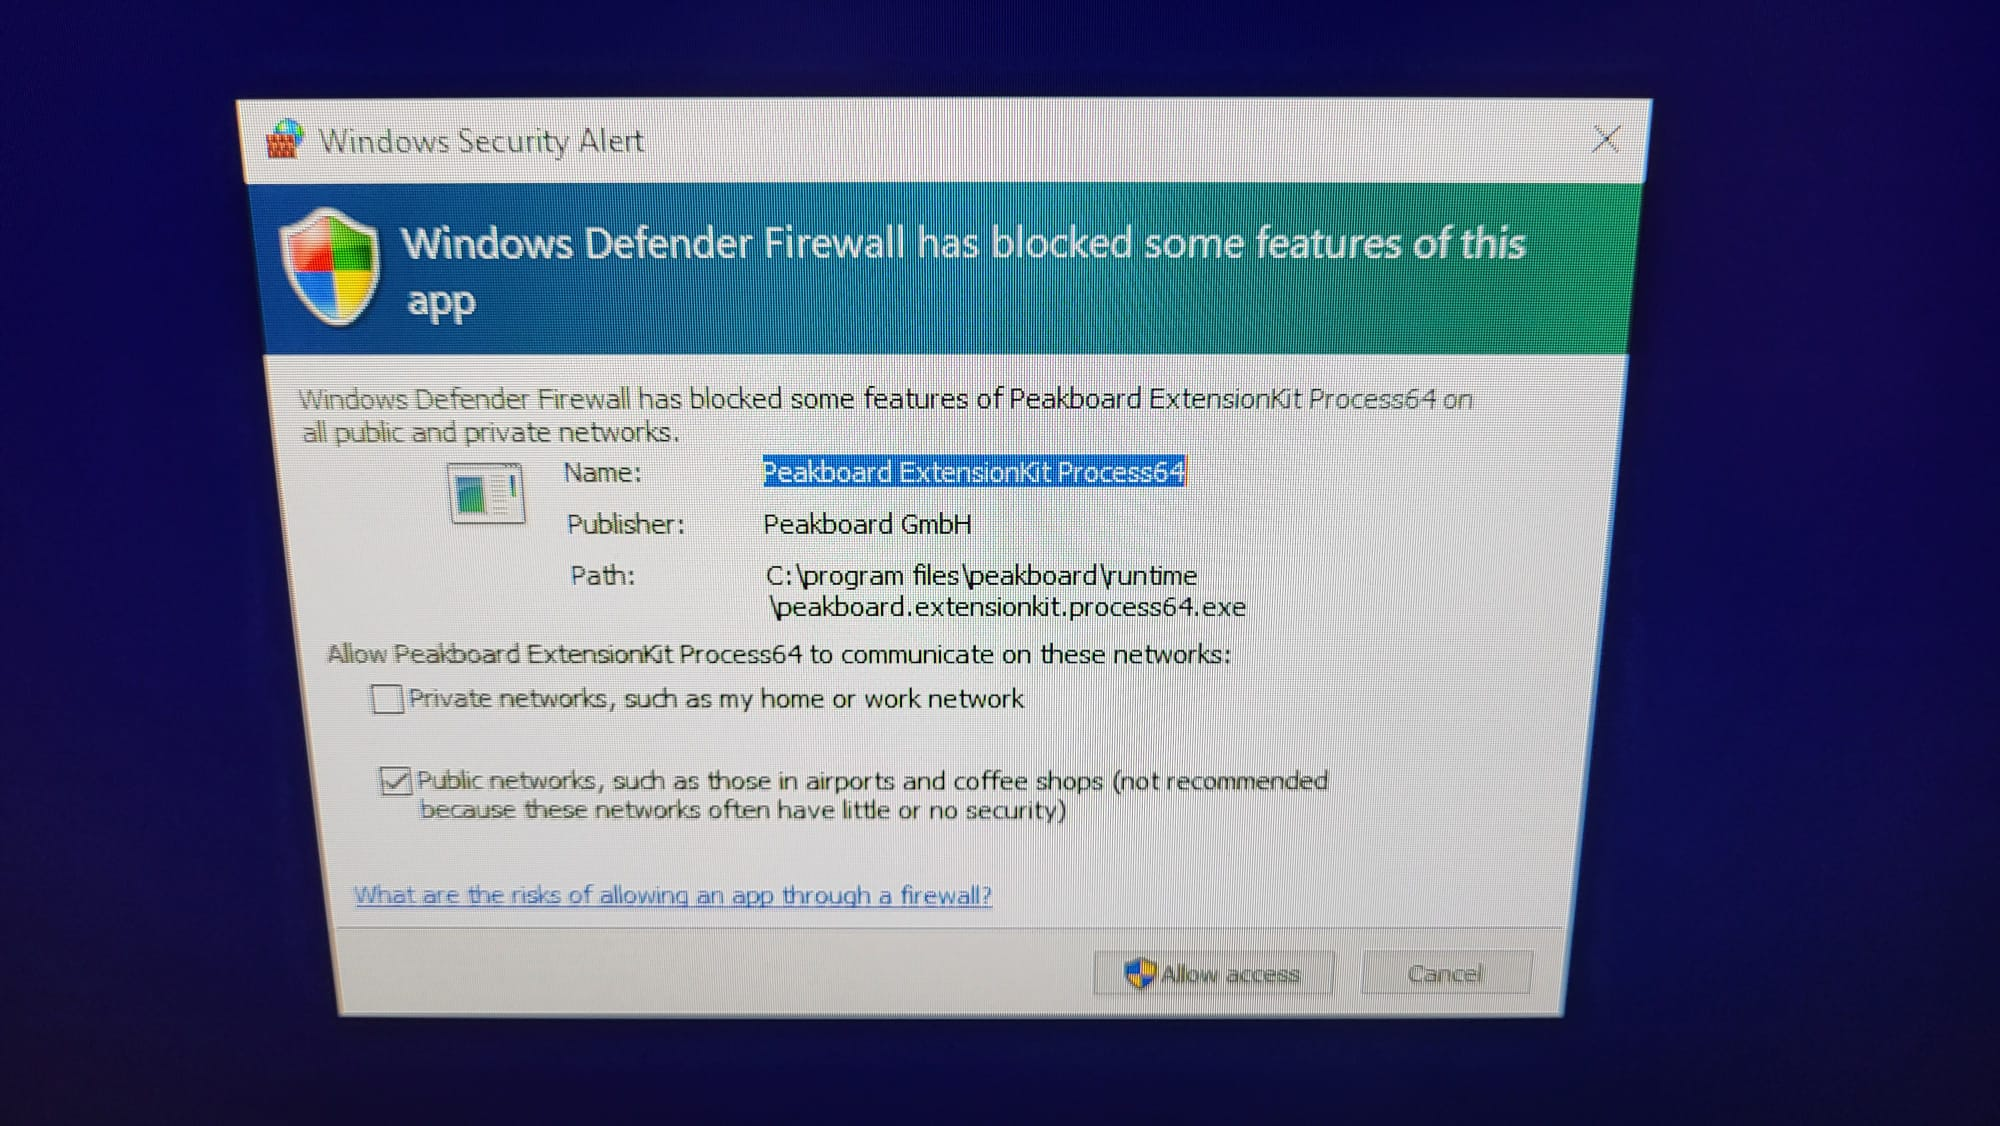 Windows Security Alert
Windows Defender Firewall has blocked some features of this
app
Windows Defender Firewall has blocked some features of Peakboard ExtensionKit Process64 on
all public and private networks.
Name: Peakboard ExtensionKit Process64
Publisher: Peakboard GmbH
Path: C:\program files\peakboard\runtime
\peakboard.extensionkit.process64.exe
Allow Peakboard ExtensionKit Process64 to communicate on these networks:
Private networks, such as my home or work network
Public networks, such as those in airports and coffee shops (not recommended
because these networks often have little or no security)
What are the risks of allowing an app through a firewall?
Allow access Cancel